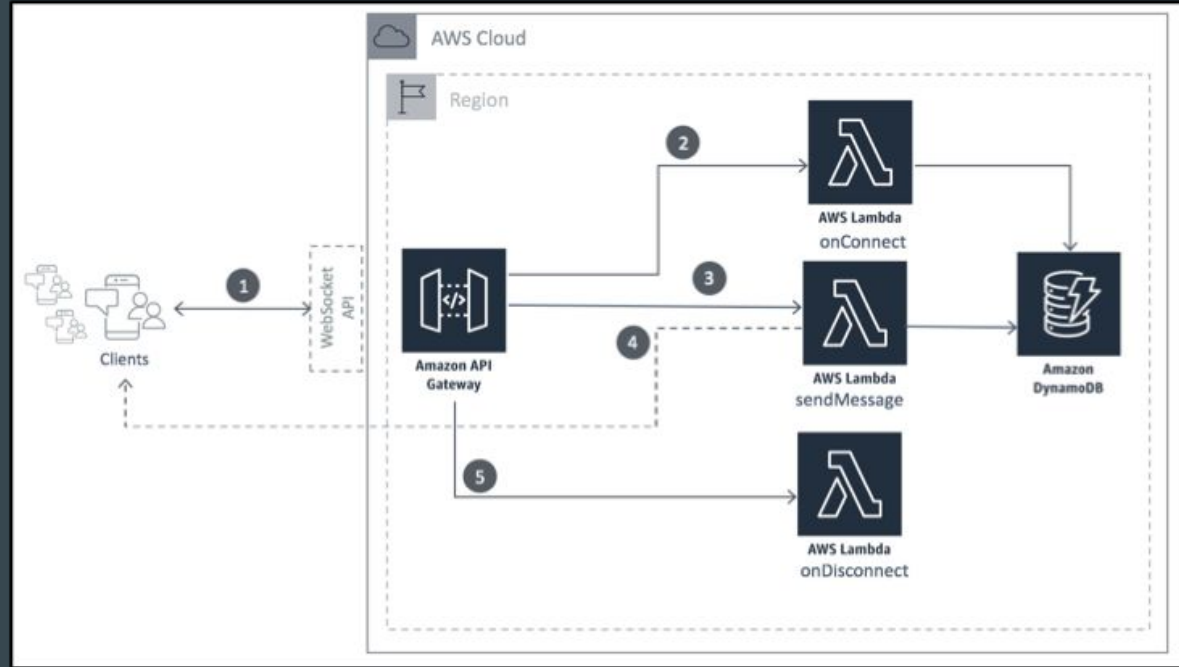 AWS Cloud
Region
2
AWS Lambda
onConnect
1
WebSocket
API
3
Clients
Amazon API
Gateway
4
AWS Lambda
sendMessage
Amazon
DynamoDB
5
AWS Lambda
onDisconnect